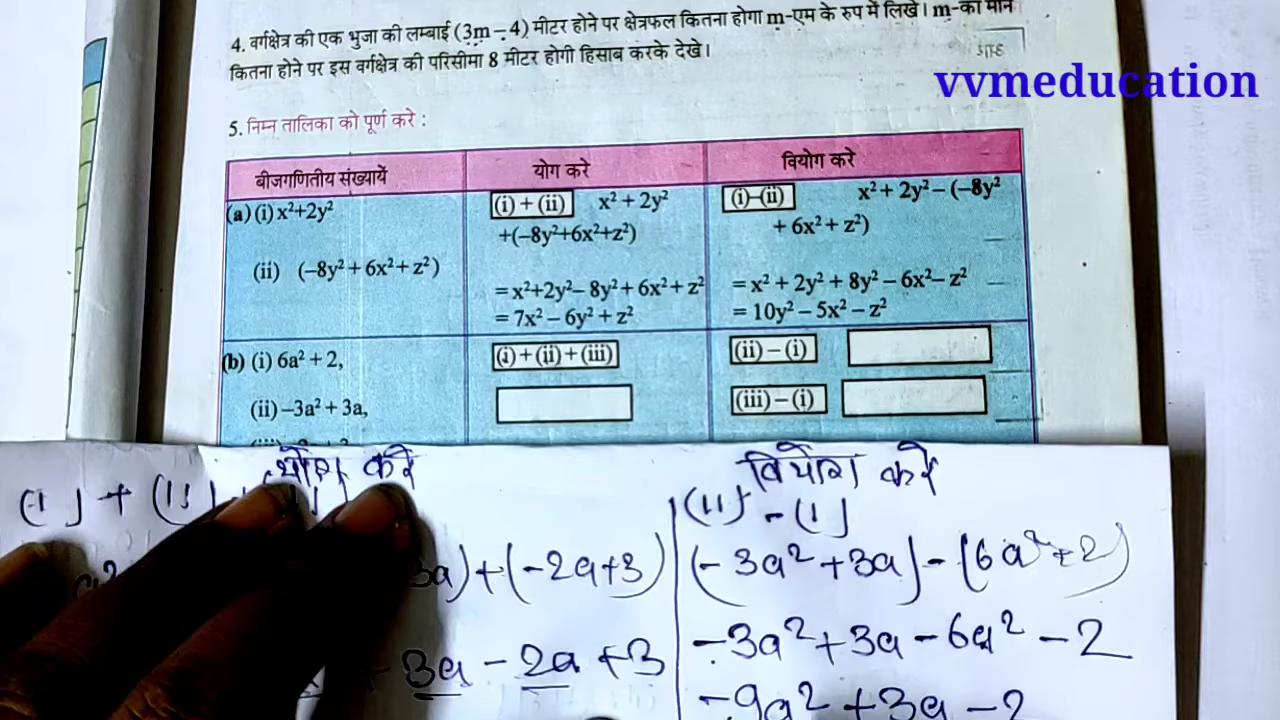 4. वर्गक्षेत्र की एक भुजा की लम्बाई (3m – 4) मीटर होने पर क्षेत्रफल कितना होगा m-एम के रुप में लिखे। m-का मान
कितना होने पर इस वर्गक्षेत्र की परिसीमा 8 मीटर होगी हिसाब करके देखे।
vvmeducation
5. निम्न तालिका को पूर्ण करे :
बीजगणितीय संख्यायें योग करे वियोग करे
(a) (i) x²+2y² (i) + (ii) x² + 2y² (i)–(ii) x² + 2y² – (–8y²
+(–8y²+6x²+z²) + 6x² + z²)
(ii) (–8y² + 6x² + z²)
= x²+2y²– 8y² + 6x² + z² = x² + 2y² + 8y² – 6x² – z²
= 7x² – 6y² + z² = 10y² – 5x² – z²
(b) (i) 6a² + 2, (i) + (ii) + (iii) (ii) – (i)
(ii) –3a² + 3a, (iii) – (i)
योग करे वियोग करे
(I) + (II) (II) - (I)
3a) + (-2a+3) (-3a²+3a) - (6a²+2)
3a - 2a + 3 -3a²+3a - 6a² - 2
-9a² + 3a - 2